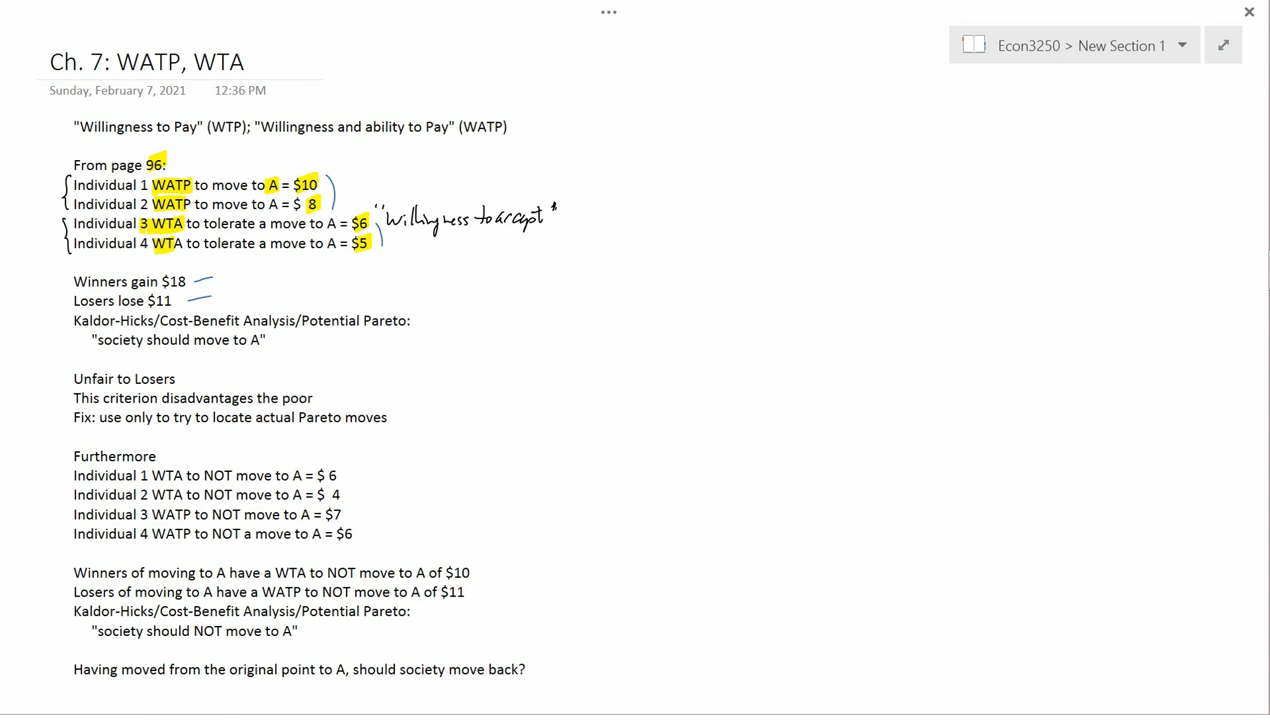 Econ3250 > New Section 1
Ch. 7: WATP, WTA
Sunday, February 7, 2021 12:36 PM
"Willingness to Pay" (WTP); "Willingness and ability to Pay" (WATP)
From page 96:
Individual 1 WATP to move to A = $10
Individual 2 WATP to move to A = $ 8
Individual 3 WTA to tolerate a move to A = $6 "willingness to accept"
Individual 4 WTA to tolerate a move to A = $5
Winners gain $18
Losers lose $11
Kaldor-Hicks/Cost-Benefit Analysis/Potential Pareto:
"society should move to A"
Unfair to Losers
This criterion disadvantages the poor
Fix: use only to try to locate actual Pareto moves
Furthermore
Individual 1 WTA to NOT move to A = $ 6
Individual 2 WTA to NOT move to A = $ 4
Individual 3 WATP to NOT move to A = $7
Individual 4 WATP to NOT a move to A = $6
Winners of moving to A have a WTA to NOT move to A of $10
Losers of moving to A have a WATP to NOT move to A of $11
Kaldor-Hicks/Cost-Benefit Analysis/Potential Pareto:
"society should NOT move to A"
Having moved from the original point to A, should society move back?